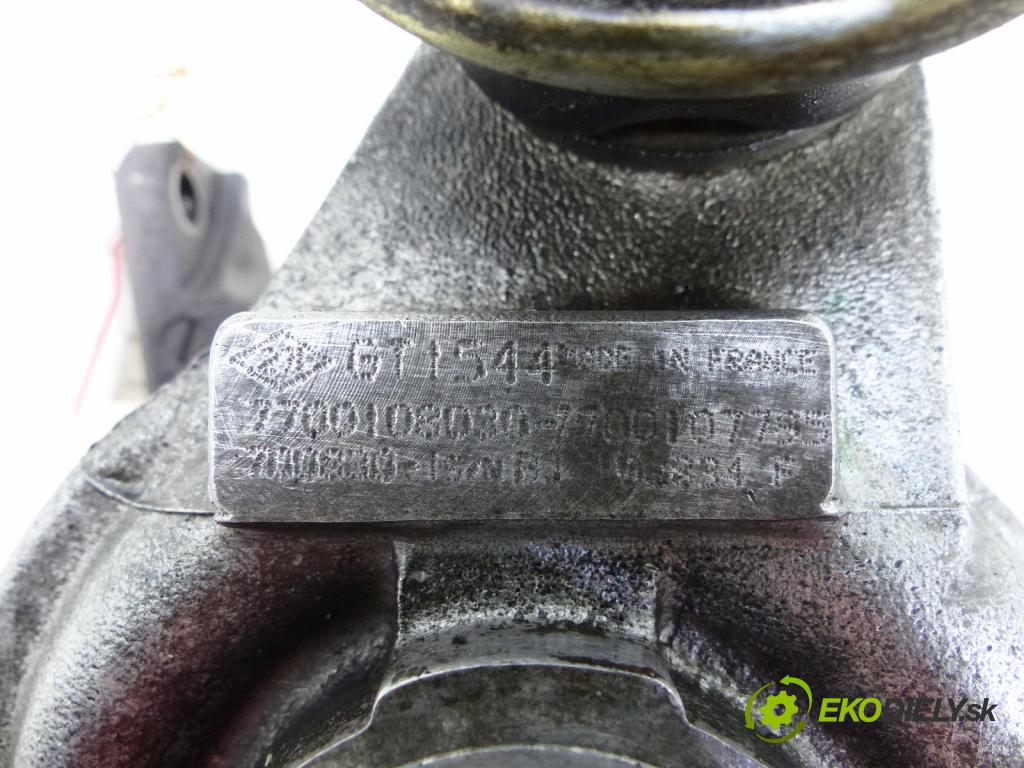 GT1544 MADE IN FRANCE
7700108030-7700107795
EKODIELY.sk